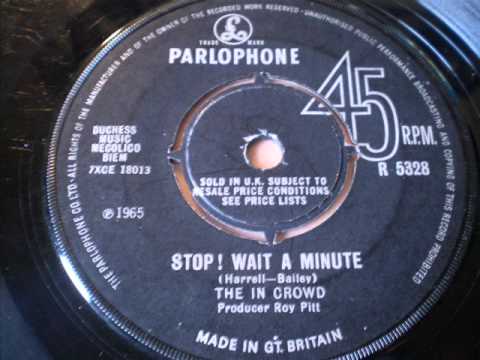 THE PARLOPHONE CO.LTD. ALL RIGHTS OF THE MANUFACTURER AND OF THE OWNER OF THE RECORDED WORK RESERVED UNAUTHORISED PUBLIC PERFORMANCE BROADCASTING AND COPYING OF THIS RECORD PROHIBITED
TRADE MARK
PARLOPHONE
45
R.P.M.
R 5328
DUCHESS
MUSIC
MECOLICO
BIEM
7XCE 18013
SOLD IN U.K. SUBJECT TO
RESALE PRICE CONDITIONS
SEE PRICE LISTS
℗1965
STOP! WAIT A MINUTE
(Harrell—Bailey)
THE IN CROWD
Producer Roy Pitt
MADE IN GT. BRITAIN